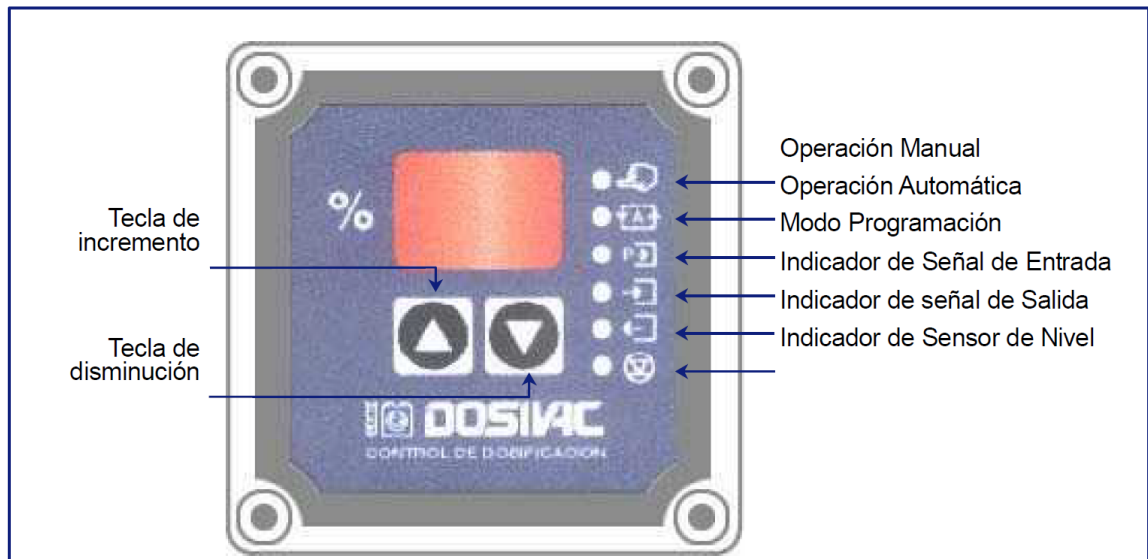 Operación Manual
Operación Automática
Modo Programación
Indicador de Señal de Entrada
Indicador de señal de Salida
Indicador de Sensor de Nivel
Tecla de
incremento
Tecla de
disminución
%
A
P
DOSIVAC
CONTROL DE DOSIFICACION